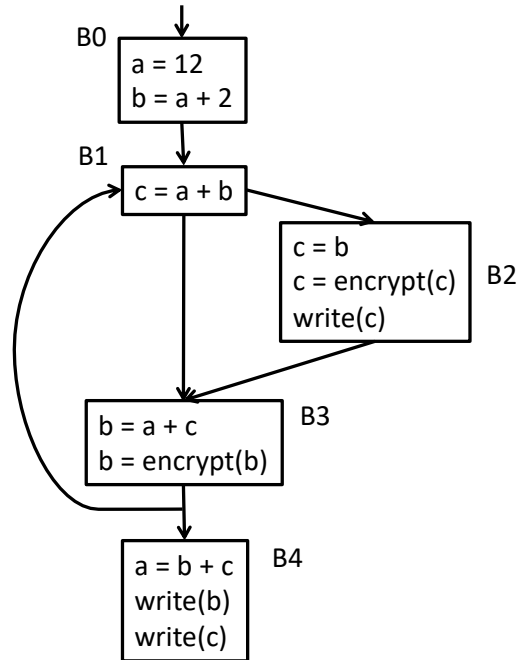 B0
a = 12
b = a + 2
B1
c = a + b
c = b
c = encrypt(c)
write(c)
B2
b = a + c
b = encrypt(b)
B3
a = b + c
write(b)
write(c)
B4